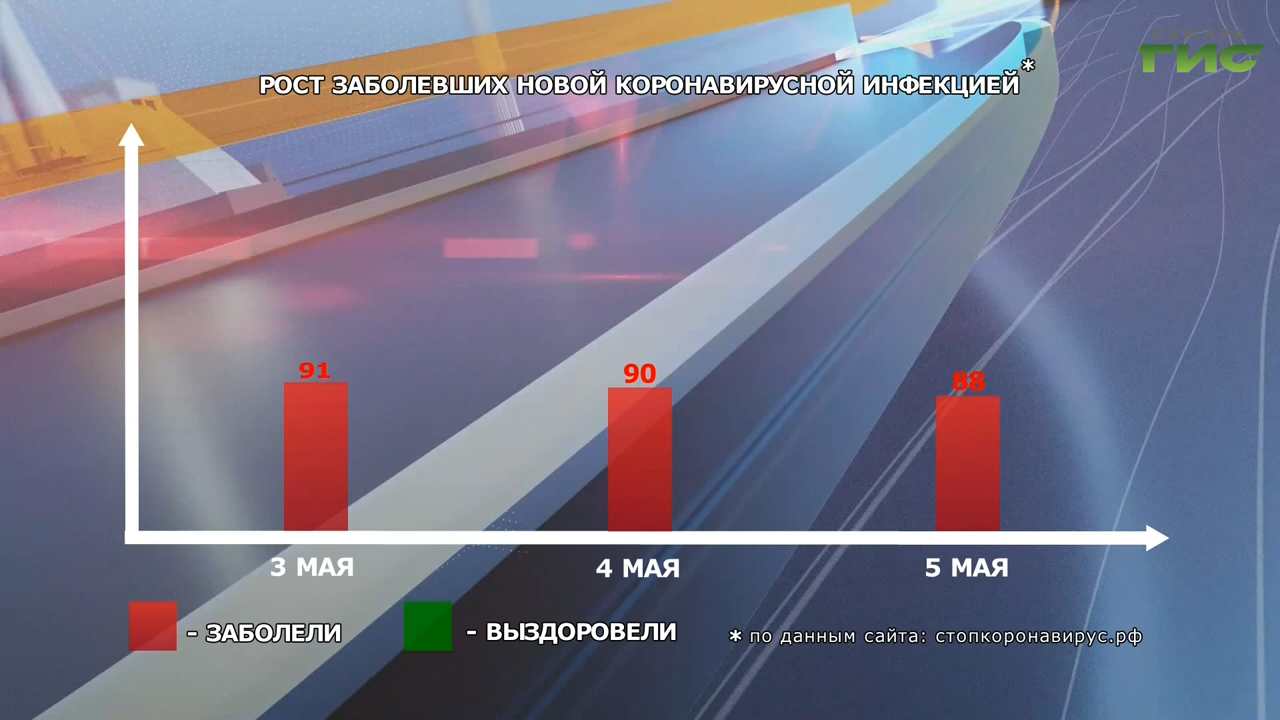 САМАРА
ГИС
РОСТ ЗАБОЛЕВШИХ НОВОЙ КОРОНАВИРУСНОЙ ИНФЕКЦИЕЙ*
91
90
88
3 МАЯ
4 МАЯ
5 МАЯ
- ЗАБОЛЕЛИ
- ВЫЗДОРОВЕЛИ
* по данным сайта: стопкоронавирус.рф